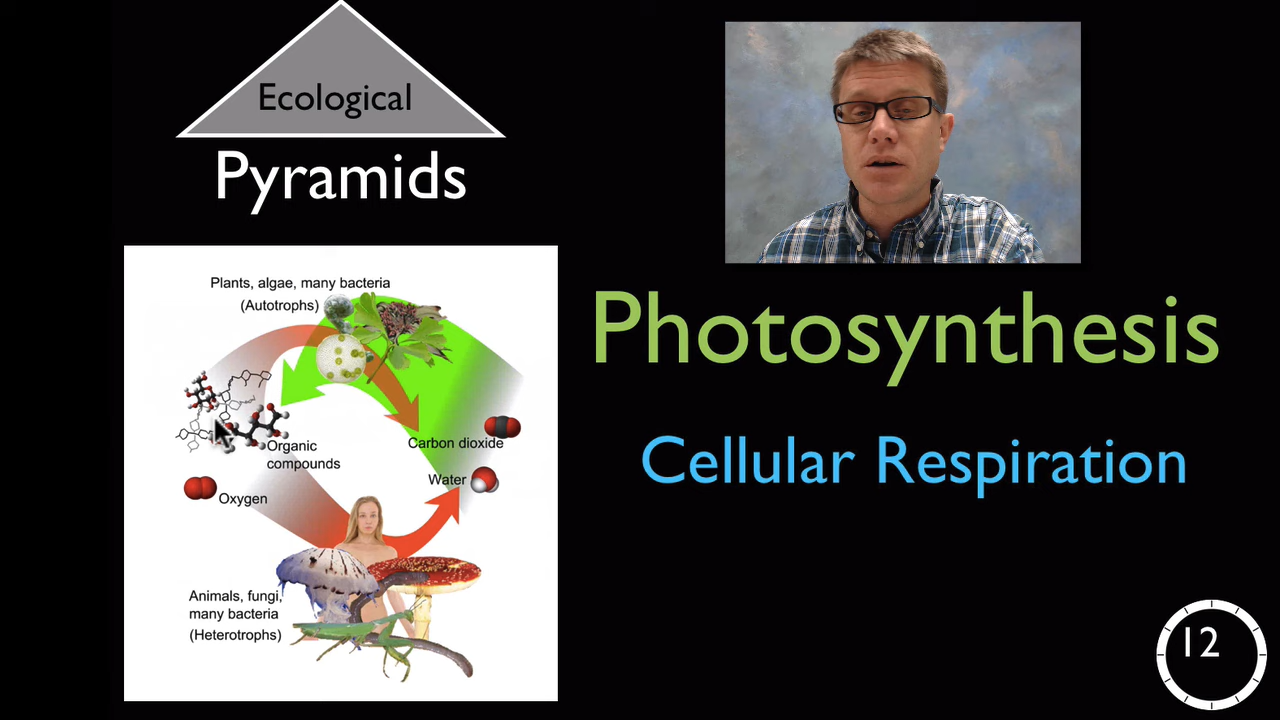 Ecological
Pyramids
Plants, algae, many bacteria
(Autotrophs)
Organic
compounds
Oxygen
Carbon dioxide
Water
Animals, fungi,
many bacteria
(Heterotrophs)
Photosynthesis
Cellular Respiration
12